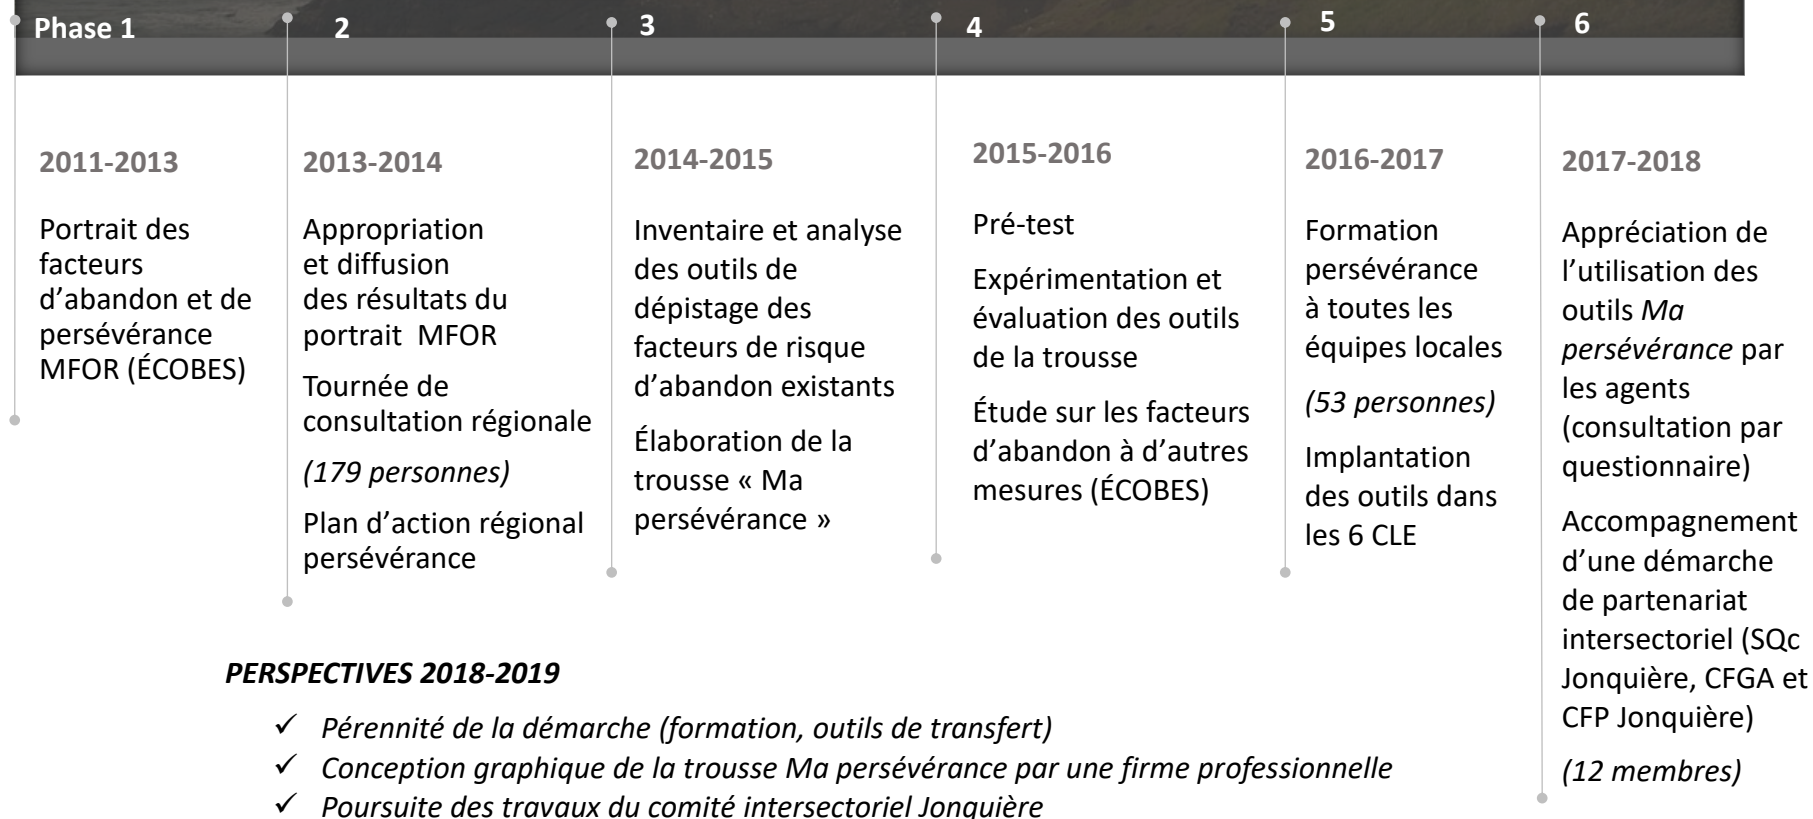 Phase 1
2
3
4
5
6
2011-2013
Portrait des
facteurs
d’abandon et de
persévérance
MFOR (ÉCOBES)
2013-2014
Appropriation
et diffusion
des résultats du
portrait MFOR
Tournée de
consultation régionale
(179 personnes)
Plan d’action régional
persévérance
2014-2015
Inventaire et analyse
des outils de
dépistage des
facteurs de risque
d’abandon existants
Élaboration de la
trousse « Ma
persévérance »
2015-2016
Pré-test
Expérimentation et
évaluation des outils
de la trousse
Étude sur les facteurs
d’abandon à d’autres
mesures (ÉCOBES)
2016-2017
Formation
persévérance
à toutes les
équipes locales
(53 personnes)
Implantation
des outils dans
les 6 CLE
2017-2018
Appréciation de
l’utilisation des
outils Ma
persévérance par
les agents
(consultation par
questionnaire)
Accompagnement
d’une démarche
de partenariat
intersectoriel (SQc
Jonquière, CFGA et
CFP Jonquière)
(12 membres)
PERSPECTIVES 2018-2019
✓ Pérennité de la démarche (formation, outils de transfert)
✓ Conception graphique de la trousse Ma persévérance par une firme professionnelle
✓ Poursuite des travaux du comité intersectoriel Jonquière